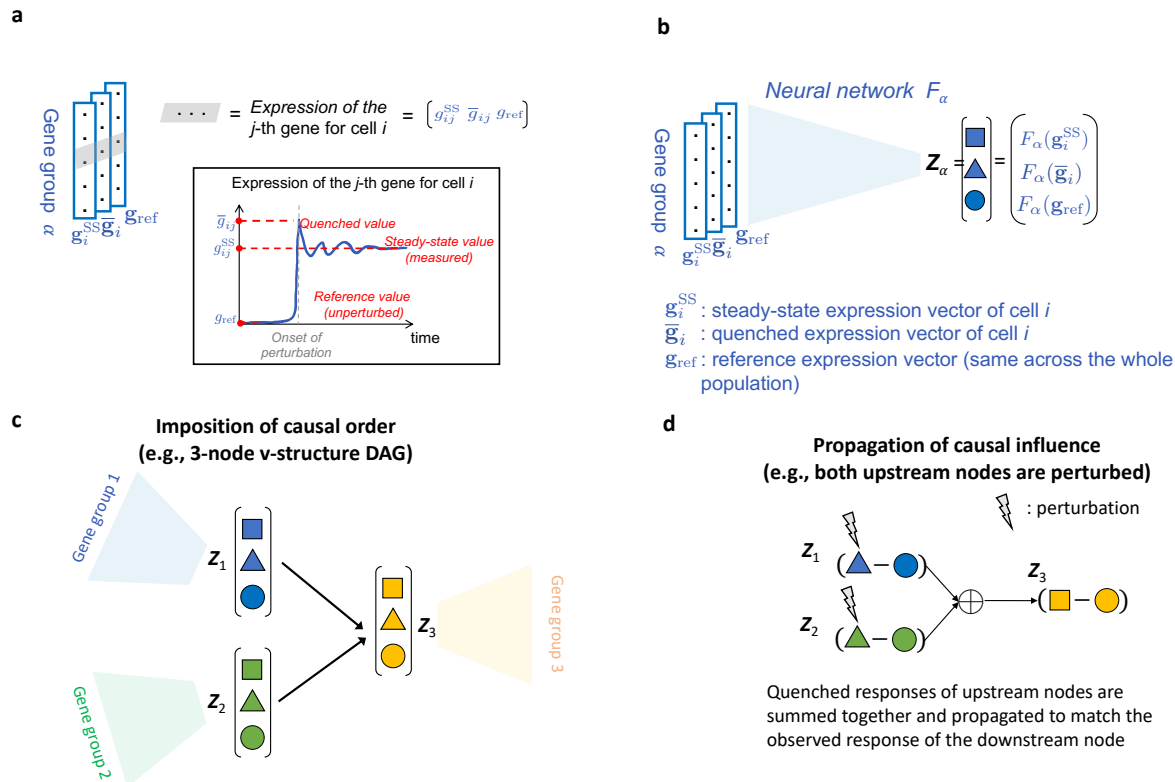 a
Gene group α
g_i^SS g̅_i g_ref
··· = Expression of the j-th gene for cell i = (g_ij^SS g̅_ij g_ref)
Expression of the j-th gene for cell i
g̅_ij
Quenched value
g_ij^SS
Steady-state value
(measured)
Reference value
(unperturbed)
g_ref
time
Onset of
perturbation
b
Neural network F_α
Gene group α
g_i^SS g̅_i g_ref
Z_α = =
F_α(g_i^SS)
F_α(g̅_i)
F_α(g_ref)
g_i^SS : steady-state expression vector of cell i
g̅_i : quenched expression vector of cell i
g_ref : reference expression vector (same across the whole
population)
c
Imposition of causal order
(e.g., 3-node v-structure DAG)
Gene group 1
Z_1
Z_3
Gene group 3
Z_2
Gene group 2
d
Propagation of causal influence
(e.g., both upstream nodes are perturbed)
: perturbation
Z_1 ( − )
Z_3
( − )
Z_2 ( − )
Quenched responses of upstream nodes are
summed together and propagated to match the
observed response of the downstream node